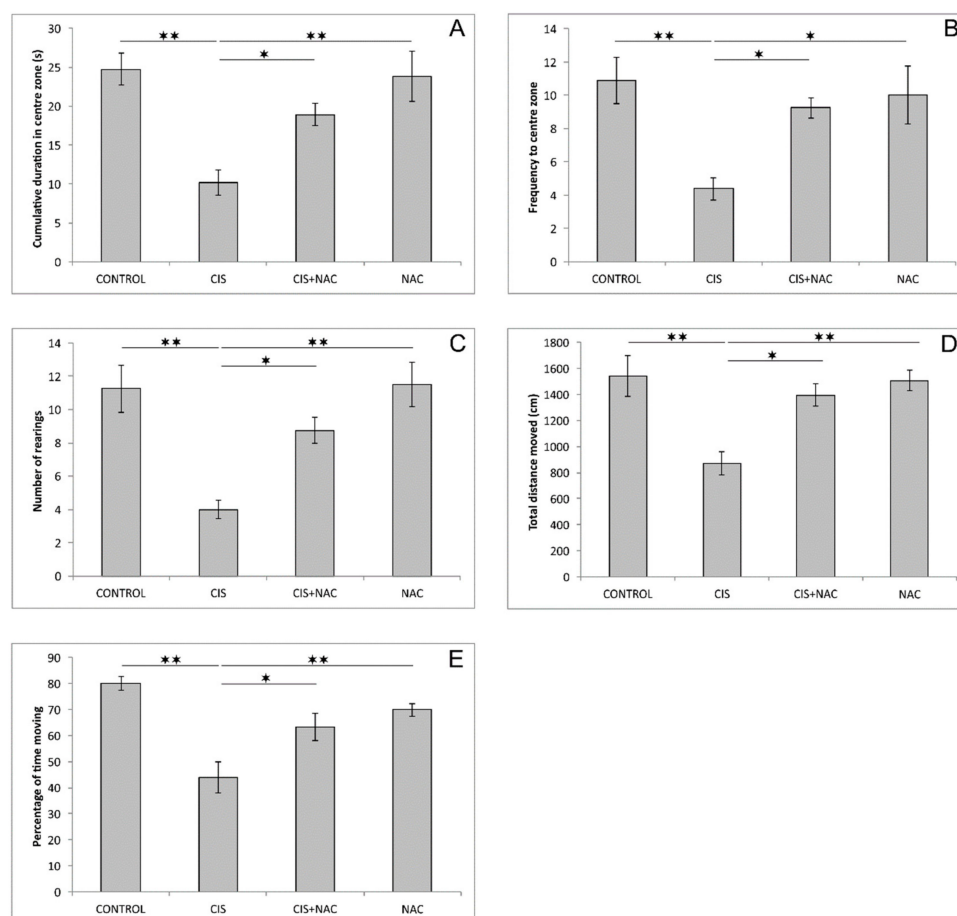 A
Cumulative duration in centre zone (s)
30
25
20
15
10
5
0
★★
★★
★
CONTROL
CIS
CIS+NAC
NAC
B
Frequency to centre zone
14
12
10
8
6
4
2
0
★★
★
★
CONTROL
CIS
CIS+NAC
NAC
C
Number of rearings
14
12
10
8
6
4
2
0
★★
★★
★
CONTROL
CIS
CIS+NAC
NAC
D
Total distance moved (cm)
1800
1600
1400
1200
1000
800
600
400
200
0
★★
★★
★
CONTROL
CIS
CIS+NAC
NAC
E
Percentage of time moving
90
80
70
60
50
40
30
20
10
0
★★
★★
★
CONTROL
CIS
CIS+NAC
NAC